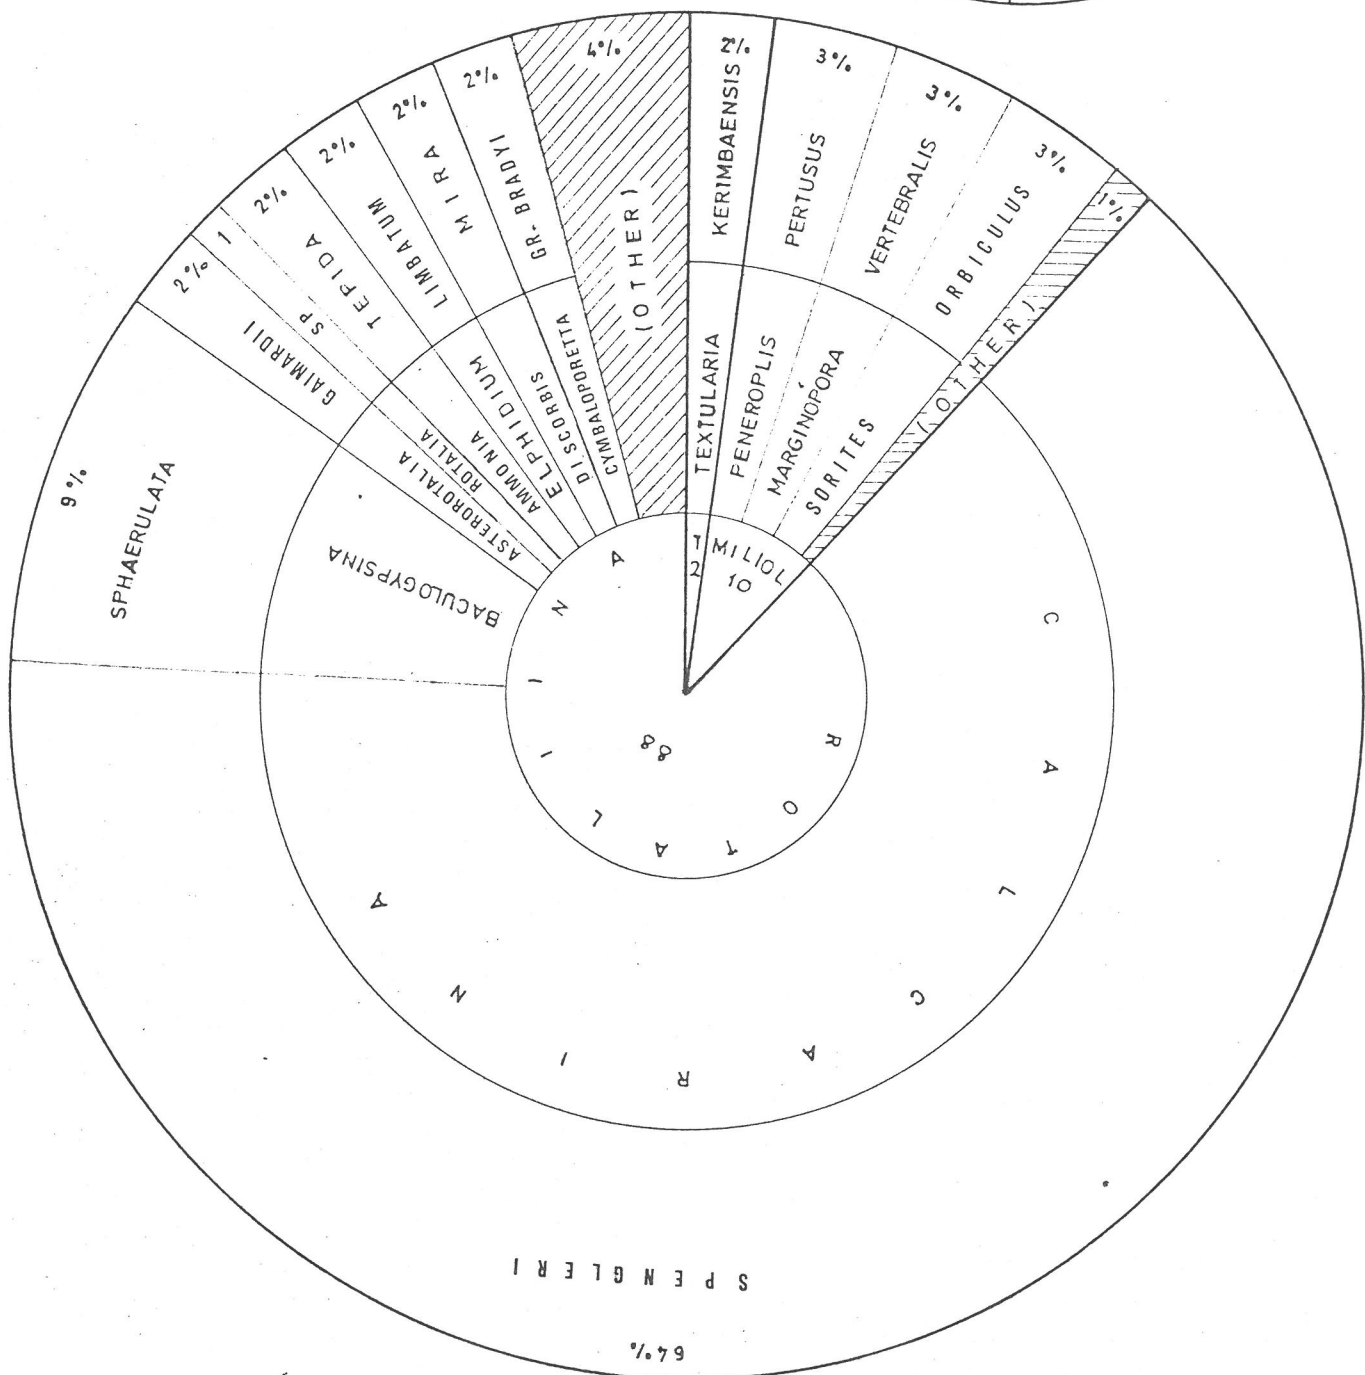 2%
KERIMBAENSIS
TEXTULARIA
3%
PERTUSUS
PENEROPLIS
3%
VERTEBRALIS
MARGINOPORA
3%
ORBICULUS
SORITES
1%
(OTHER)
T
2
MILIOL
10
CALCARINA
SPENGLERI
64%
ROTALIINA
88
9%
SPHAERULATA
BACULOGYPSINA
2%
GAIMARDII
ASTEROROTALIA
1
SP
ROTALIA
2%
TEPIDA
AMMONIA
2%
LIMBATUM
ELPHIDIUM
2%
MIRA
DISCORBIS
2%
GR. BRADYI
CYMBALOPORETTA
4%
(OTHER)